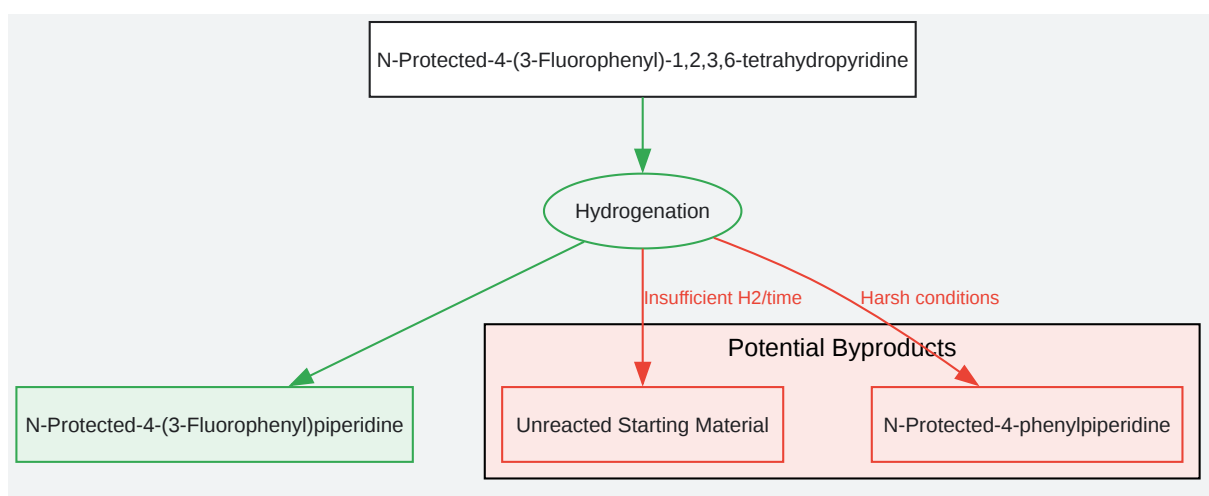 N-Protected-4-(3-Fluorophenyl)-1,2,3,6-tetrahydropyridine
Hydrogenation
Insufficient H2/time
Harsh conditions
Potential Byproducts
N-Protected-4-(3-Fluorophenyl)piperidine
Unreacted Starting Material
N-Protected-4-phenylpiperidine